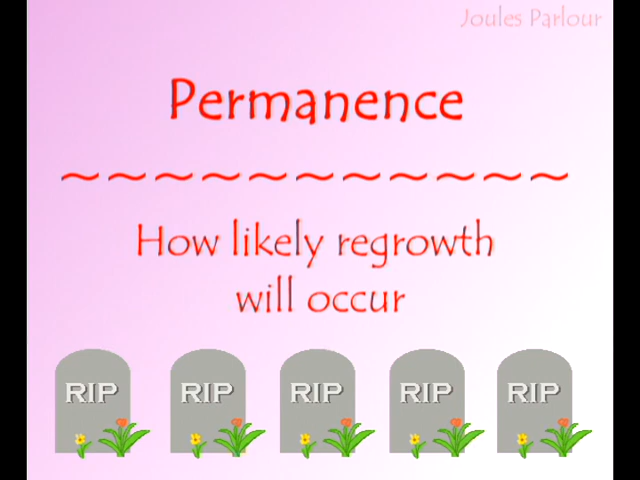 Joules Parlour
Permanence
~~~~~~~~~~~
How likely regrowth
will occur
RIP RIP RIP RIP RIP